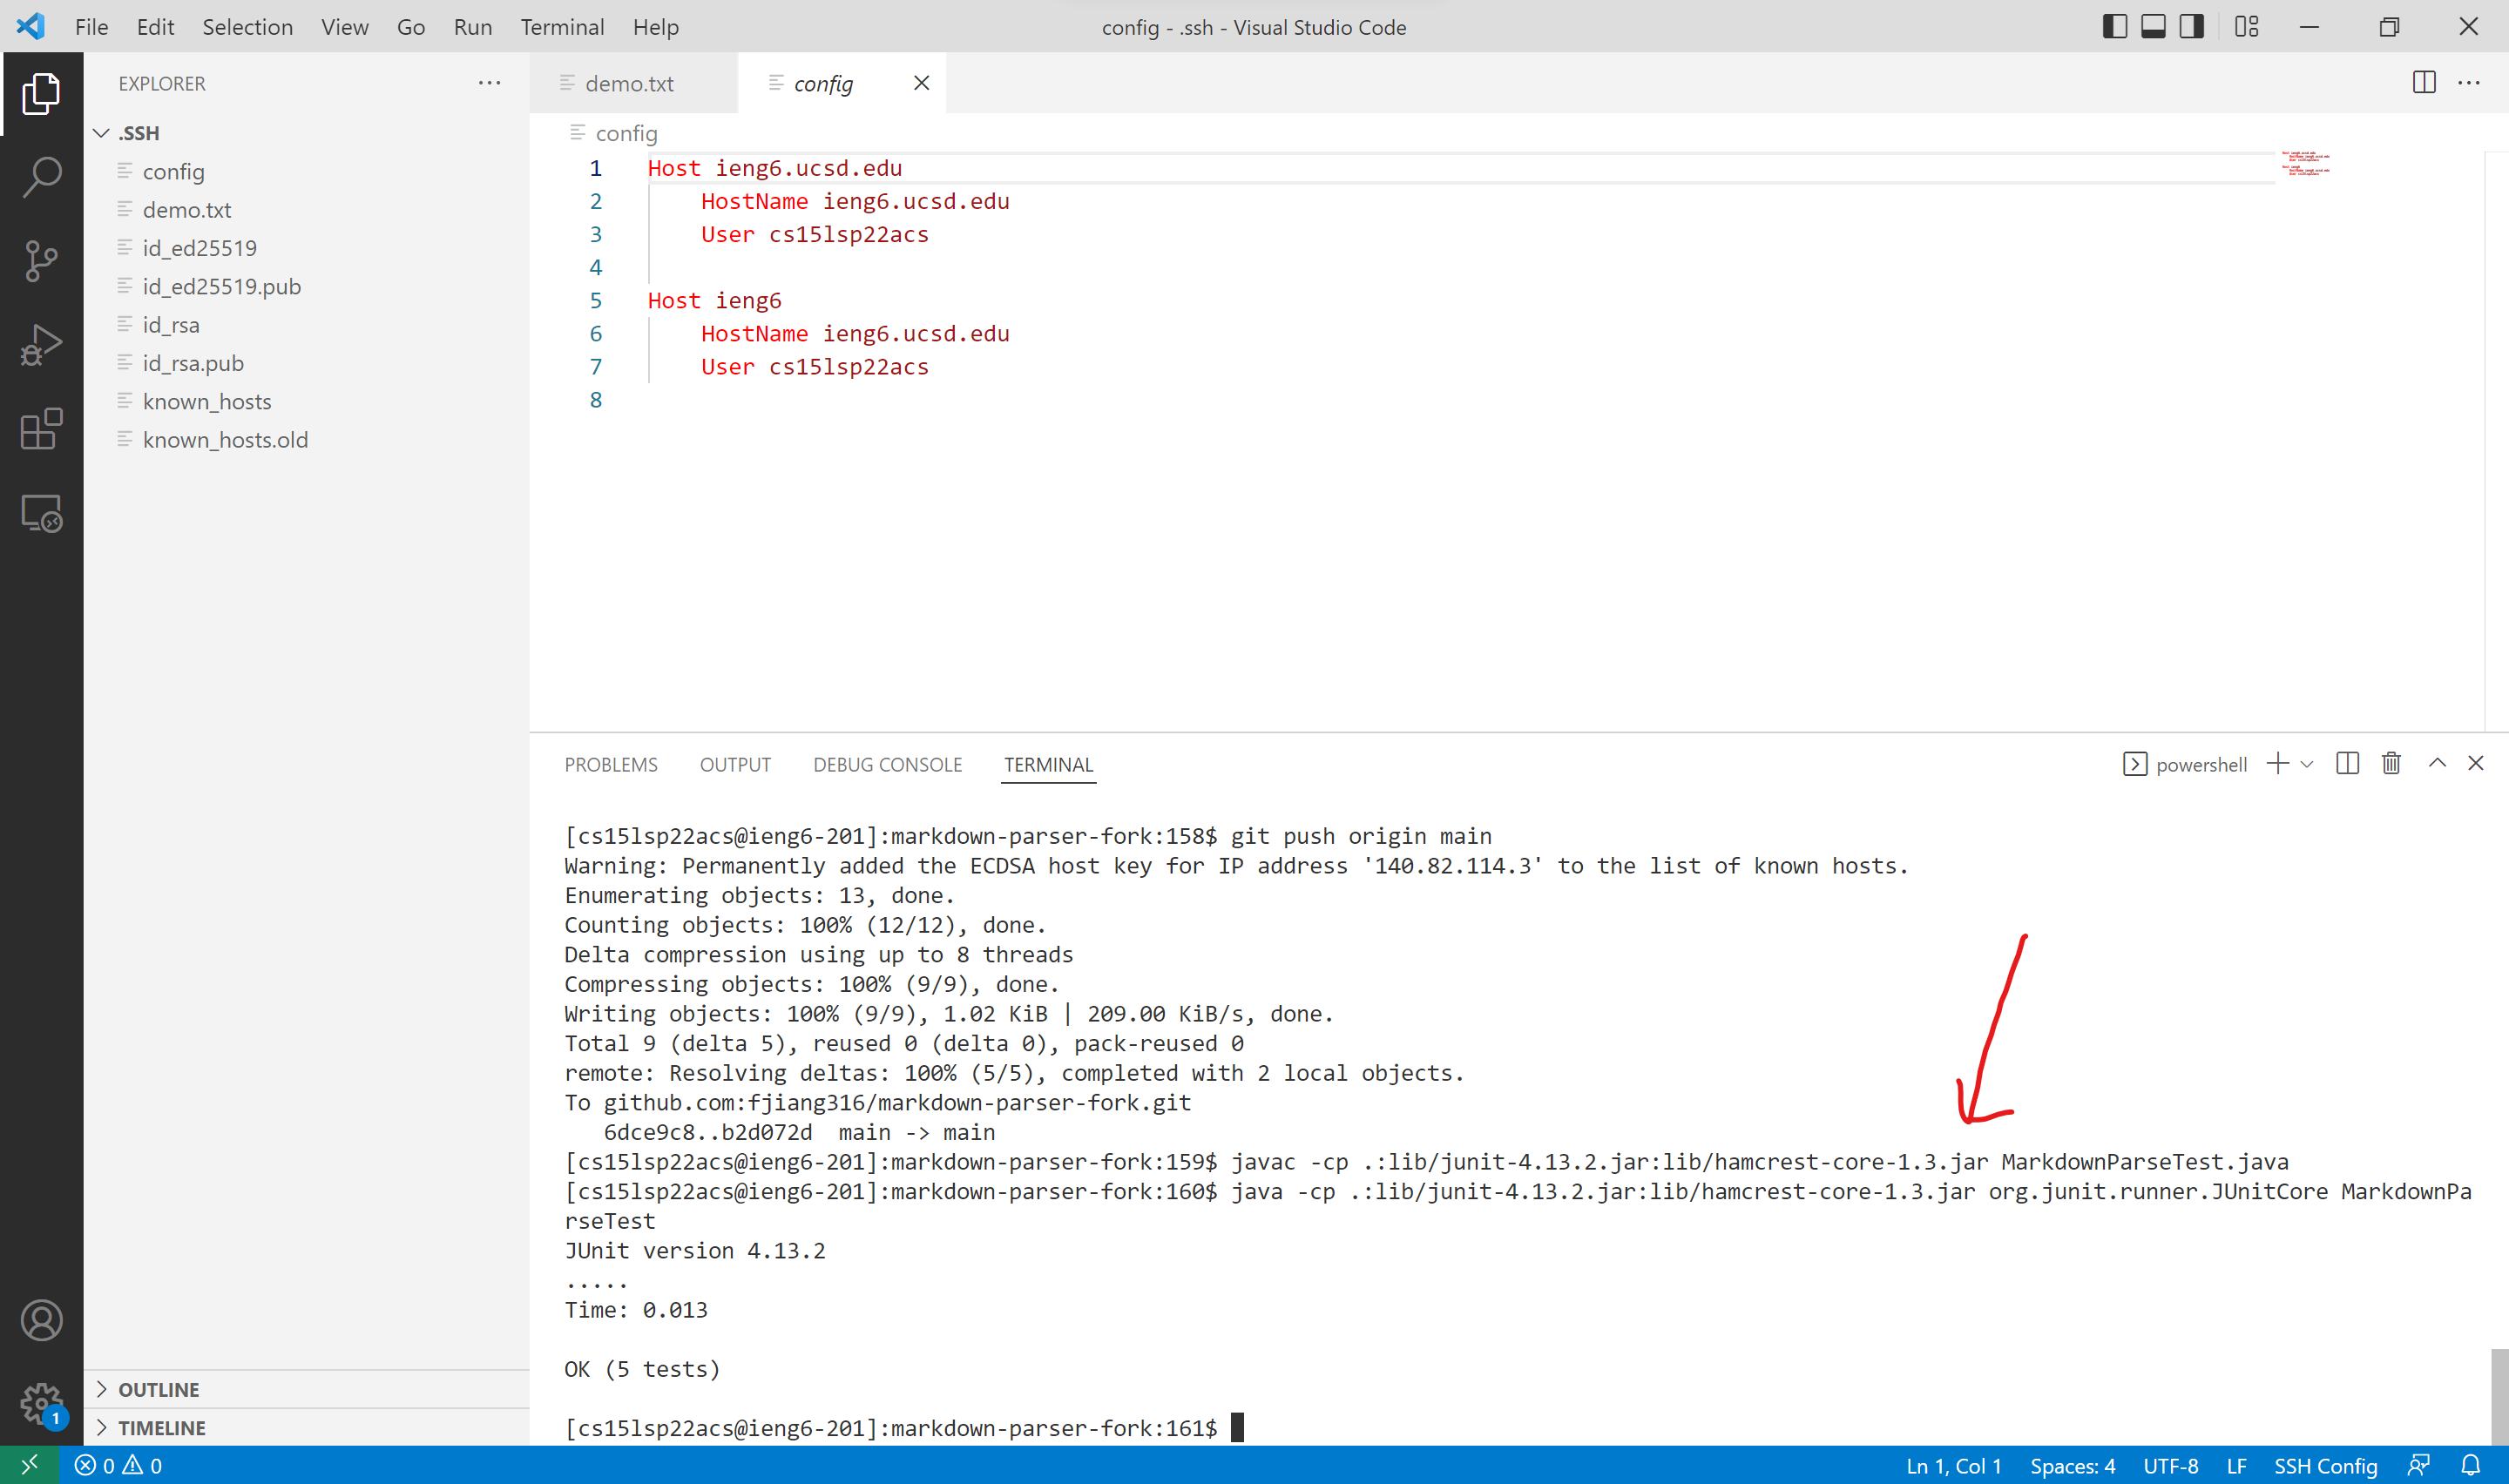 File Edit Selection View Go Run Terminal Help
config - .ssh - Visual Studio Code
EXPLORER
.SSH
config
demo.txt
id_ed25519
id_ed25519.pub
id_rsa
id_rsa.pub
known_hosts
known_hosts.old
OUTLINE
TIMELINE
demo.txt config
config
1 Host ieng6.ucsd.edu
2 HostName ieng6.ucsd.edu
3 User cs15lsp22acs
4
5 Host ieng6
6 HostName ieng6.ucsd.edu
7 User cs15lsp22acs
8
PROBLEMS OUTPUT DEBUG CONSOLE TERMINAL powershell
[cs15lsp22acs@ieng6-201]:markdown-parser-fork:158$ git push origin main
Warning: Permanently added the ECDSA host key for IP address '140.82.114.3' to the list of known hosts.
Enumerating objects: 13, done.
Counting objects: 100% (12/12), done.
Delta compression using up to 8 threads
Compressing objects: 100% (9/9), done.
Writing objects: 100% (9/9), 1.02 KiB | 209.00 KiB/s, done.
Total 9 (delta 5), reused 0 (delta 0), pack-reused 0
remote: Resolving deltas: 100% (5/5), completed with 2 local objects.
To github.com:fjiang316/markdown-parser-fork.git
6dce9c8..b2d072d  main -> main
[cs15lsp22acs@ieng6-201]:markdown-parser-fork:159$ javac -cp .:lib/junit-4.13.2.jar:lib/hamcrest-core-1.3.jar MarkdownParseTest.java
[cs15lsp22acs@ieng6-201]:markdown-parser-fork:160$ java -cp .:lib/junit-4.13.2.jar:lib/hamcrest-core-1.3.jar org.junit.runner.JUnitCore MarkdownPa
rseTest
JUnit version 4.13.2
.....
Time: 0.013
OK (5 tests)
[cs15lsp22acs@ieng6-201]:markdown-parser-fork:161$
1
0 0
Ln 1, Col 1 Spaces: 4 UTF-8 LF SSH Config